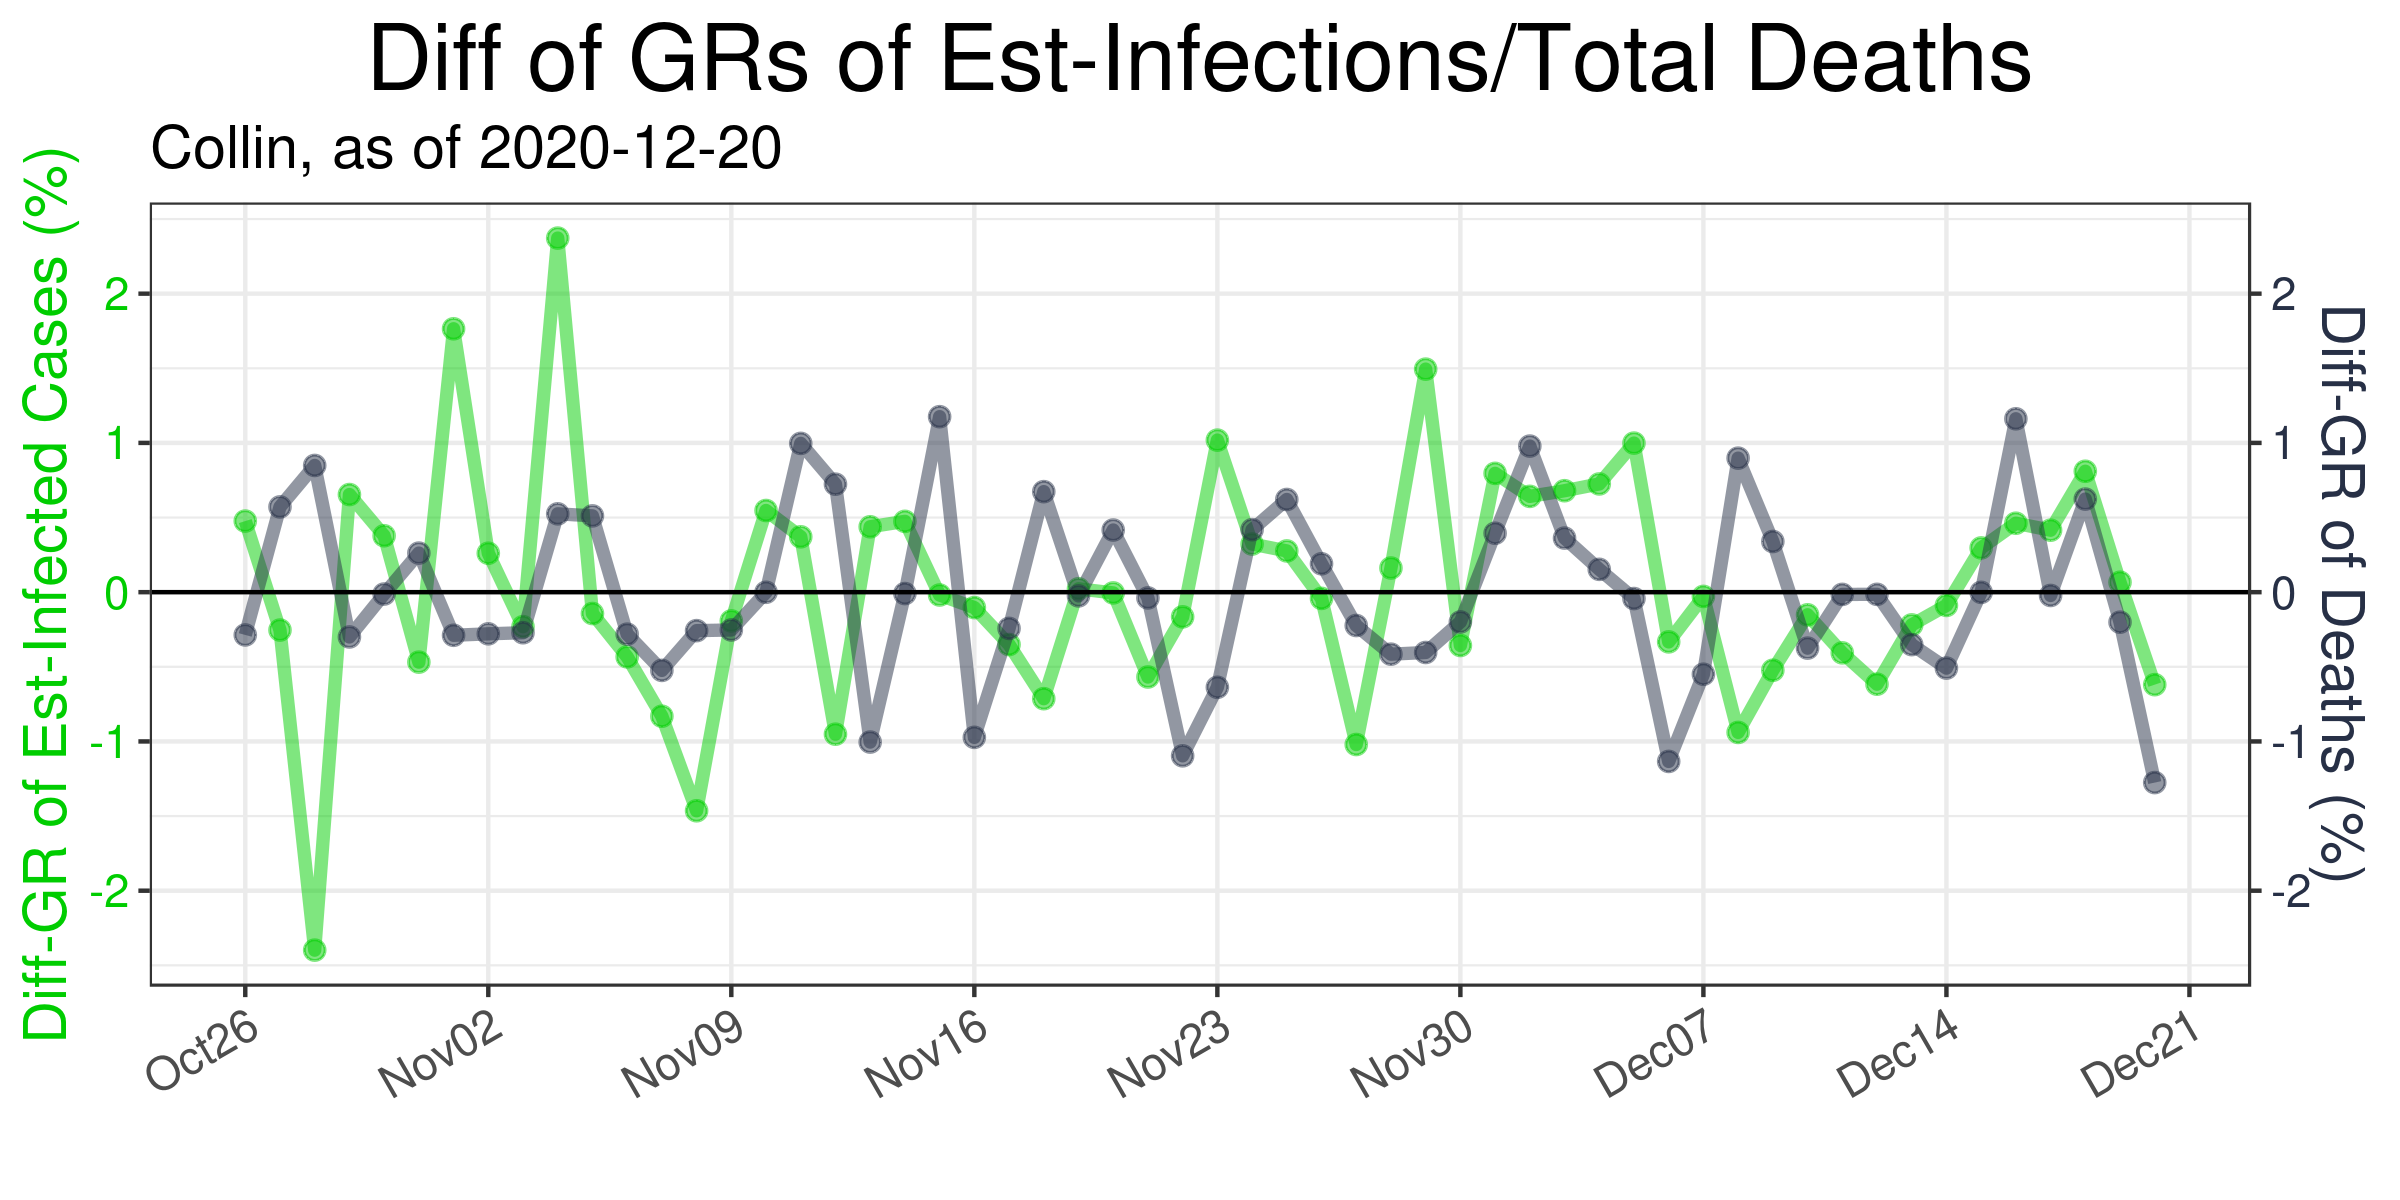 Diff of GRs of Est-Infections/Total Deaths
Collin, as of 2020-12-20
Diff-GR of Est-Infected Cases (%)
2
1
0
-1
-2
2
1
0
-1
-2
Diff-GR of Deaths (%)
Oct26
Nov02
Nov09
Nov16
Nov23
Nov30
Dec07
Dec14
Dec21